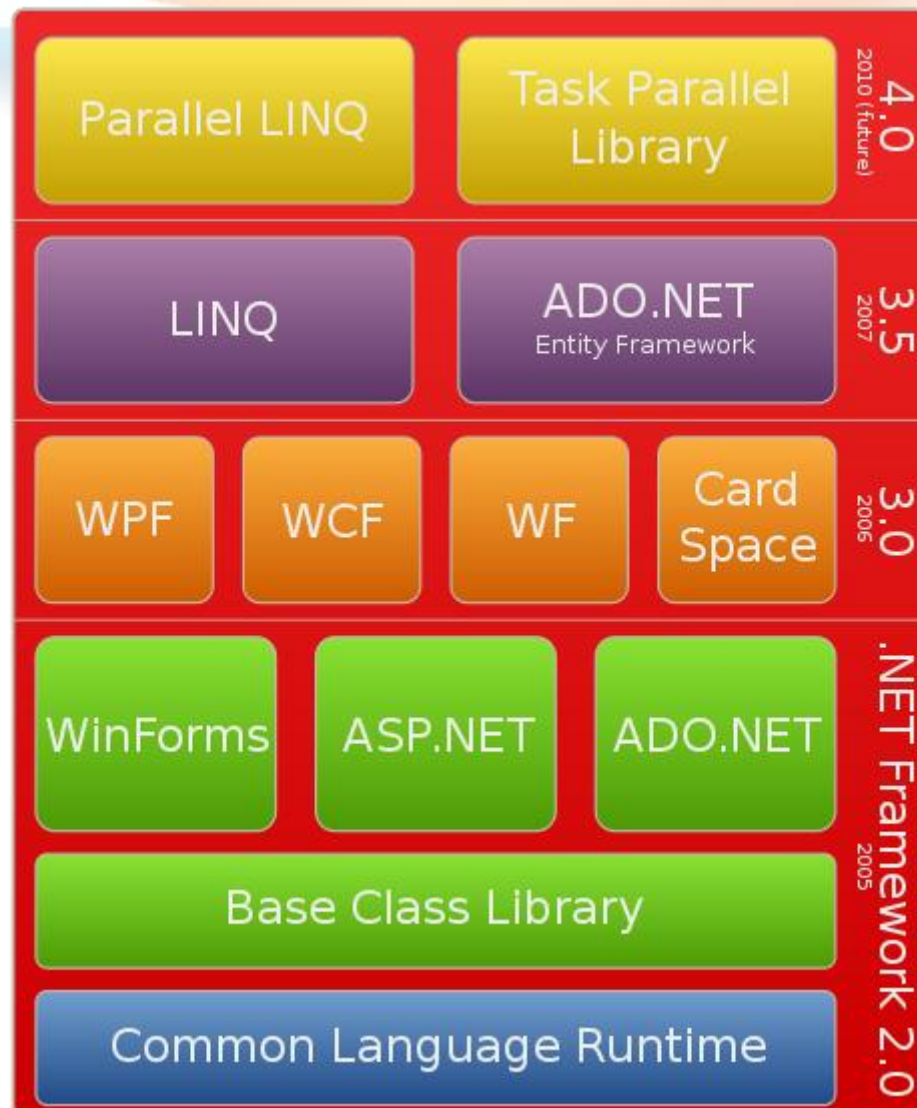 Parallel LINQ
Task Parallel
Library
4.0
2010 (future)
LINQ
ADO.NET
Entity Framework
3.5
2007
WPF
WCF
WF
Card
Space
3.0
2006
WinForms
ASP.NET
ADO.NET
Base Class Library
Common Language Runtime
.NET Framework 2.0
2005